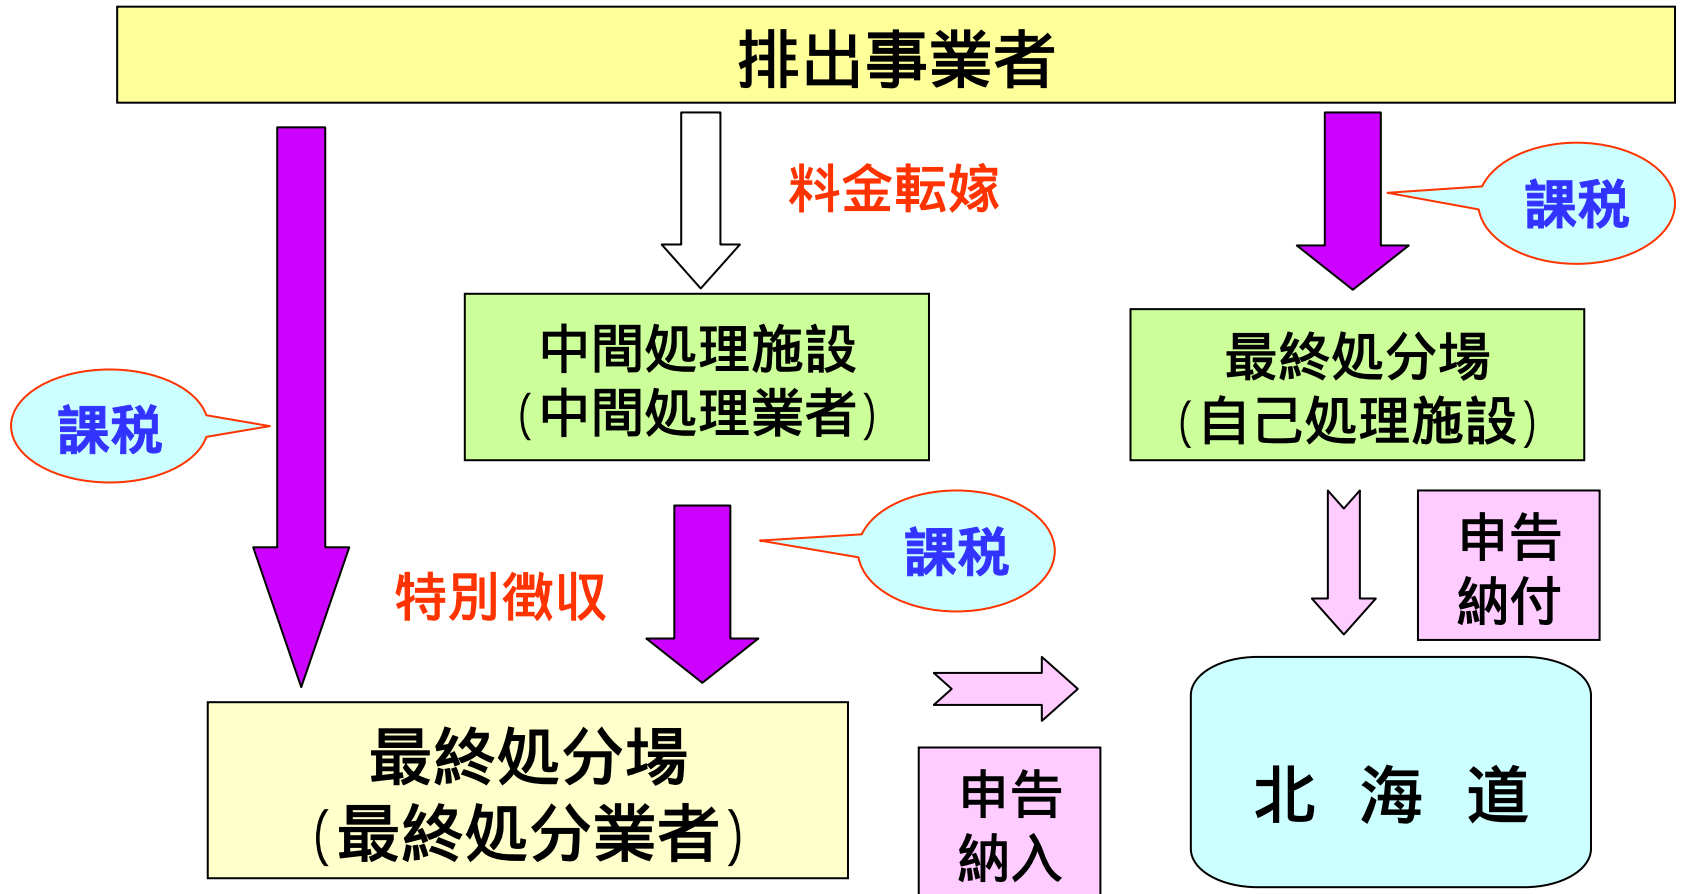 排出事業者
料金転嫁
課税
中間処理施設
(中間処理業者)
最終処分場
(自己処理施設)
課税
課税
申告
納付
特別徴収
最終処分場
(最終処分業者)
申告
納入
北 海 道